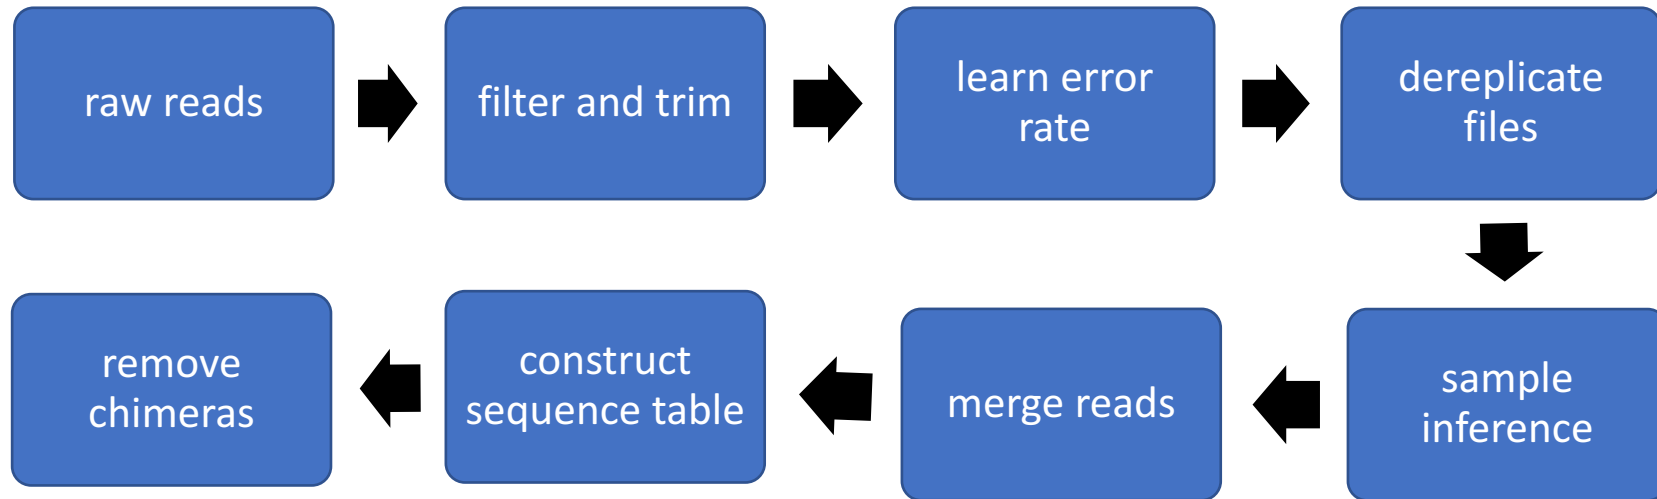 raw reads
filter and trim
learn error
rate
dereplicate
files
sample
inference
merge reads
construct
sequence table
remove
chimeras